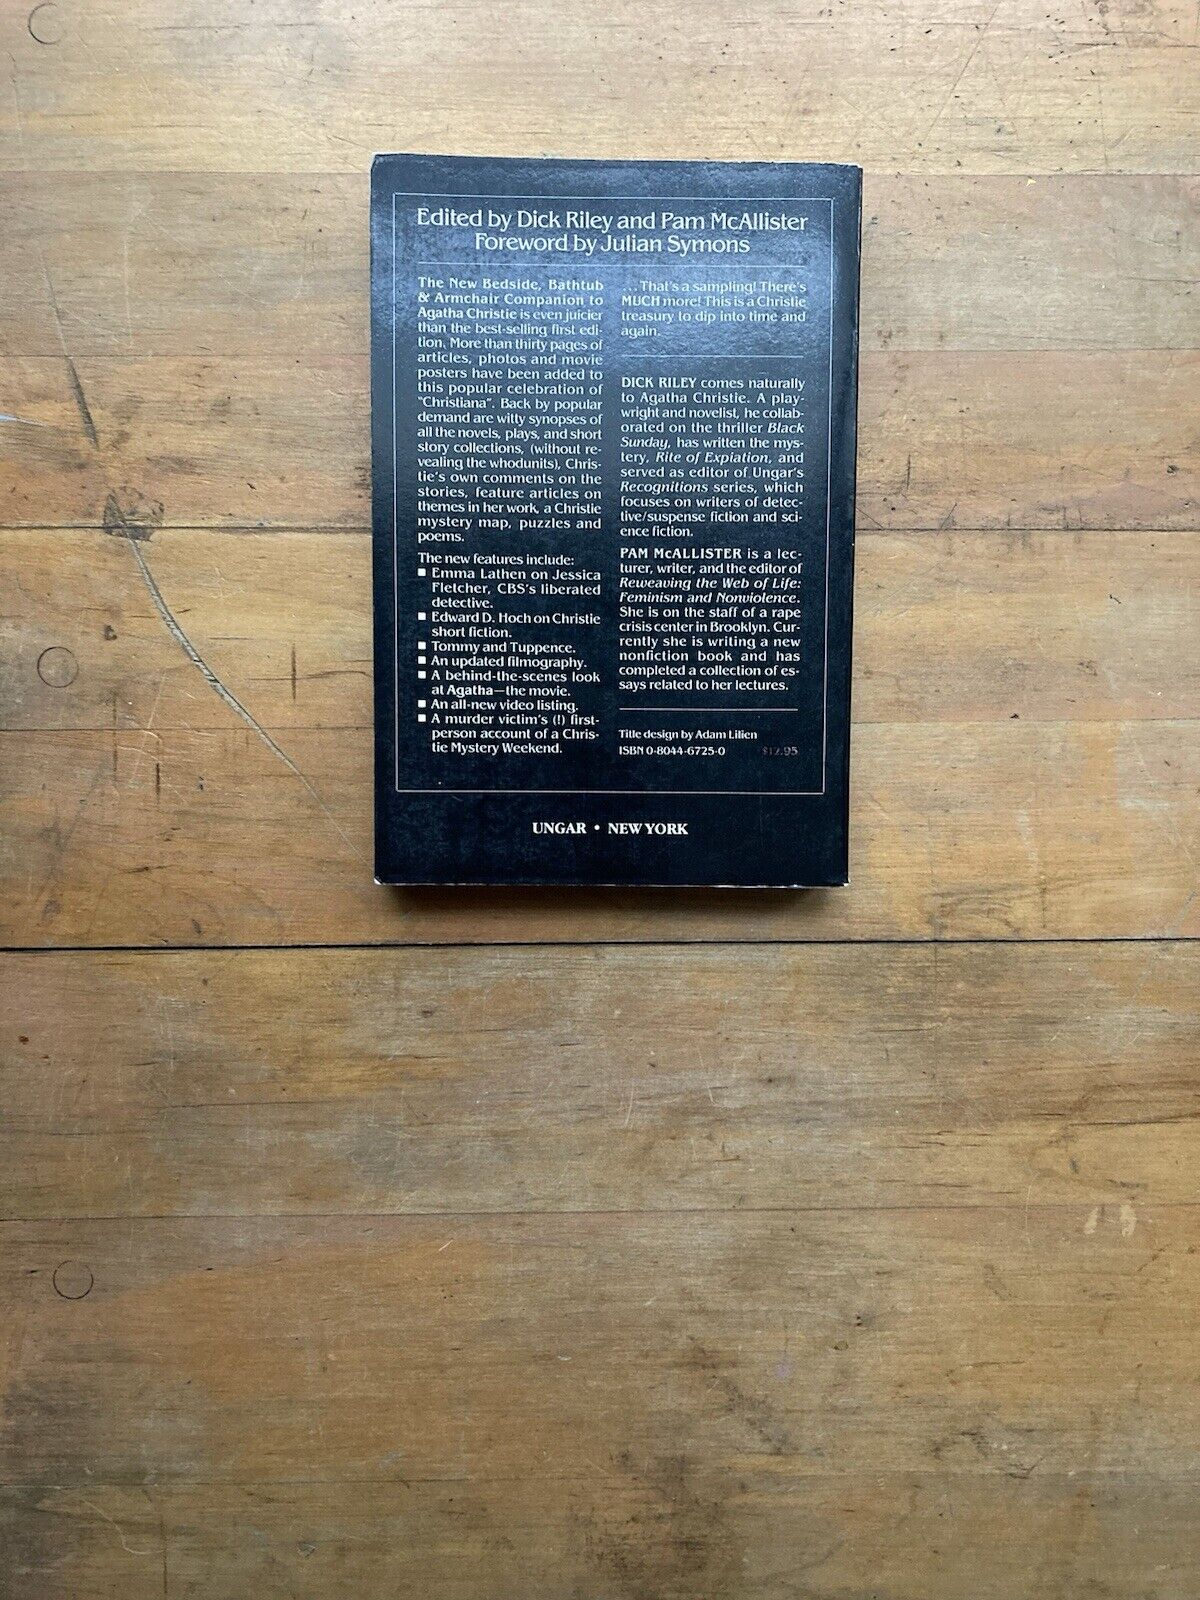 Edited by Dick Riley and Pam McAllister
Foreword by Julian Symons
The New Bedside, Bathtub
& Armchair Companion to
Agatha Christie is even juicier
than the best-selling first edi-
tion. More than thirty pages of
articles, photos and movie
posters have been added to
this popular celebration of
"Christiana". Back by popular
demand are witty synopses of
all the novels, plays, and short
story collections, (without re-
vealing the whodunits), Chris-
tie's own comments on the
stories, feature articles on
themes in her work, a Christie
mystery map, puzzles and
poems.
The new features include:
■ Emma Lathen on Jessica
Fletcher, CBS's liberated
detective.
■ Edward D. Hoch on Christie
short fiction.
■ Tommy and Tuppence.
■ An updated filmography.
■ A behind-the-scenes look
at Agatha—the movie.
■ An all-new video listing.
■ A murder victim's (!) first-
person account of a Chris-
tie Mystery Weekend.
...That's a sampling! There's
MUCH more! This is a Christie
treasury to dip into time and
again.
DICK RILEY comes naturally
to Agatha Christie. A play-
wright and novelist, he collab-
orated on the thriller Black
Sunday, has written the mys-
tery, Rite of Expiation, and
served as editor of Ungar's
Recognitions series, which
focuses on writers of detec-
tive/suspense fiction and sci-
ence fiction.
PAM McALLISTER is a lec-
turer, writer, and the editor of
Reweaving the Web of Life:
Feminism and Nonviolence.
She is on the staff of a rape
crisis center in Brooklyn. Cur-
rently she is writing a new
nonfiction book and has
completed a collection of es-
says related to her lectures.
Title design by Adam Lilien
ISBN 0-8044-6725-0 $12.95
UNGAR • NEW YORK